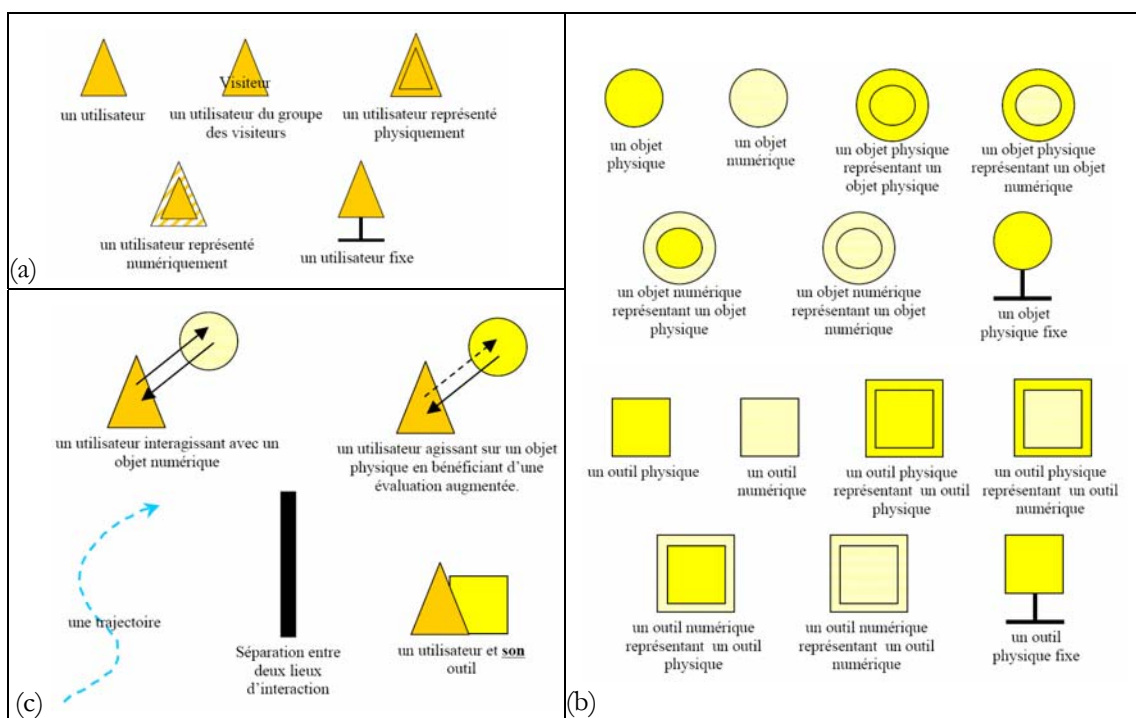 Visiteur
un utilisateur
un utilisateur du groupe
des visiteurs
un utilisateur représenté
physiquement
un utilisateur représenté
numériquement
un utilisateur fixe
(a)
un utilisateur interagissant avec un
objet numérique
un utilisateur agissant sur un objet
physique en bénéficiant d'une
évaluation augmentée.
une trajectoire
Séparation entre
deux lieux
d'interaction
un utilisateur et son
outil
(c)
un objet
physique
un objet
numérique
un objet physique
représentant un
objet physique
un objet physique
représentant un objet
numérique
un objet numérique
représentant un objet
physique
un objet numérique
représentant un objet
numérique
un objet
physique fixe
un outil physique
un outil
numérique
un outil physique
représentant un outil
physique
un outil physique
représentant un outil
numérique
un outil numérique
représentant un outil
physique
un outil numérique
représentant un outil
numérique
un outil
physique fixe
(b)